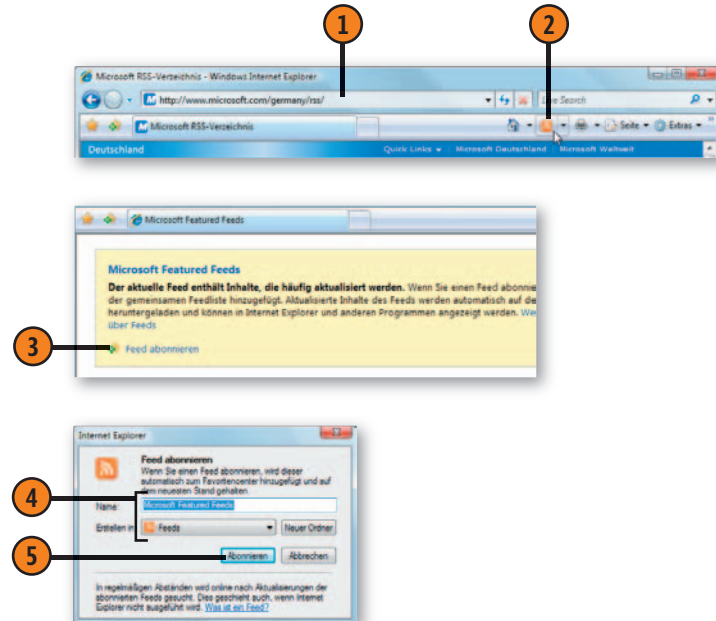 1
2
Microsoft RSS-Verzeichnis - Windows Internet Explorer
http://www.microsoft.com/germany/rss/
Live Search
Microsoft RSS-Verzeichnis
Seite
Extras
Deutschland
Quick Links
Microsoft Deutschland
Microsoft Weltweit
Microsoft Featured Feeds
Microsoft Featured Feeds
Der aktuelle Feed enthält Inhalte, die häufig aktualisiert werden. Wenn Sie einen Feed abonnie
der gemeinsamen Feedliste hinzugefügt. Aktualisierte Inhalte des Feeds werden automatisch auf de
heruntergeladen und können in Internet Explorer und anderen Programmen angezeigt werden. We
über Feeds
3
Feed abonnieren
Internet Explorer
Feed abonnieren
Wenn Sie einen Feed abonnieren, wird dieser
automatisch zum Favoritencenter hinzugefügt und auf
dem neuesten Stand gehalten.
4
Name:
Microsoft Featured Feeds
Erstellen in:
Feeds
Neuer Ordner
5
Abonnieren
Abbrechen
In regelmäßigen Abständen wird online nach Aktualisierungen der
abonnierten Feeds gesucht. Dies geschieht auch, wenn Internet
Explorer nicht ausgeführt wird. Was ist ein Feed?